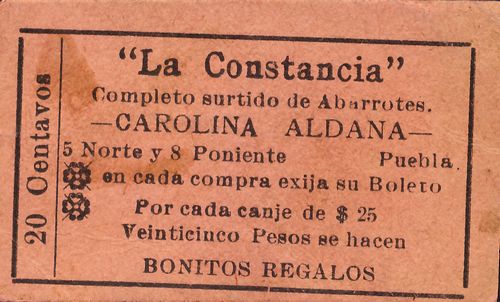 20 Centavos
"La Constancia"
Completo surtido de Abarrotes.
—CAROLINA ALDANA—
5 Norte y 8 Poniente Puebla.
en cada compra exija su Boleto
Por cada canje de $ 25
Veinticinco Pesos se hacen
BONITOS REGALOS